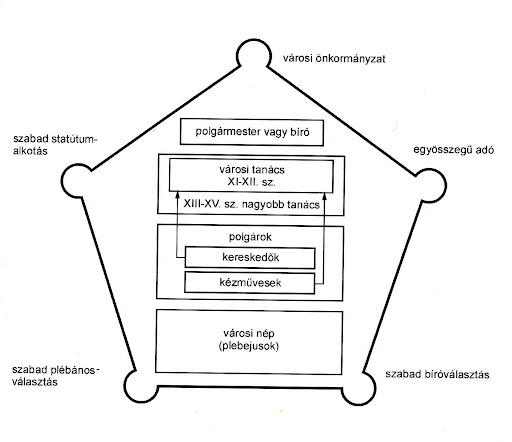 városi önkormányzat
szabad statútum-
alkotás
polgármester vagy bíró
egyösszegű adó
városi tanács
XI-XII. sz.
XIII-XV. sz. nagyobb tanács
polgárok
kereskedők
kézművesek
városi nép
(plebejusok)
szabad plébános-
választás
szabad bíróválasztás